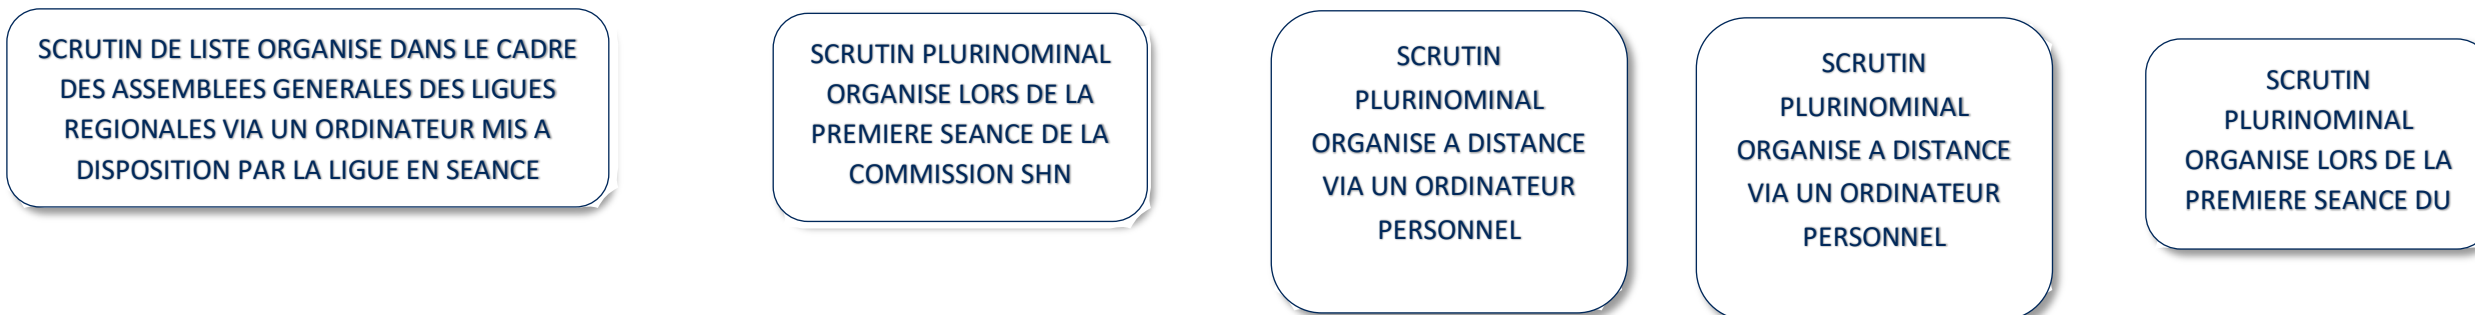 SCRUTIN DE LISTE ORGANISE DANS LE CADRE
DES ASSEMBLEES GENERALES DES LIGUES
REGIONALES VIA UN ORDINATEUR MIS A
DISPOSITION PAR LA LIGUE EN SEANCE
SCRUTIN PLURINOMINAL
ORGANISE LORS DE LA
PREMIERE SEANCE DE LA
COMMISSION SHN
SCRUTIN
PLURINOMINAL
ORGANISE A DISTANCE
VIA UN ORDINATEUR
PERSONNEL
SCRUTIN
PLURINOMINAL
ORGANISE A DISTANCE
VIA UN ORDINATEUR
PERSONNEL
SCRUTIN
PLURINOMINAL
ORGANISE LORS DE LA
PREMIERE SEANCE DU